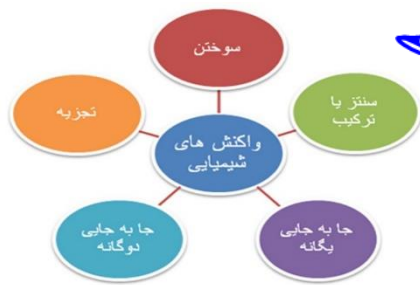 سوختن
سنتز یا
ترکیب
تجزیه
واکنش های
شیمیایی
جا به جایی
دوگانه
جا به جایی
یگانه